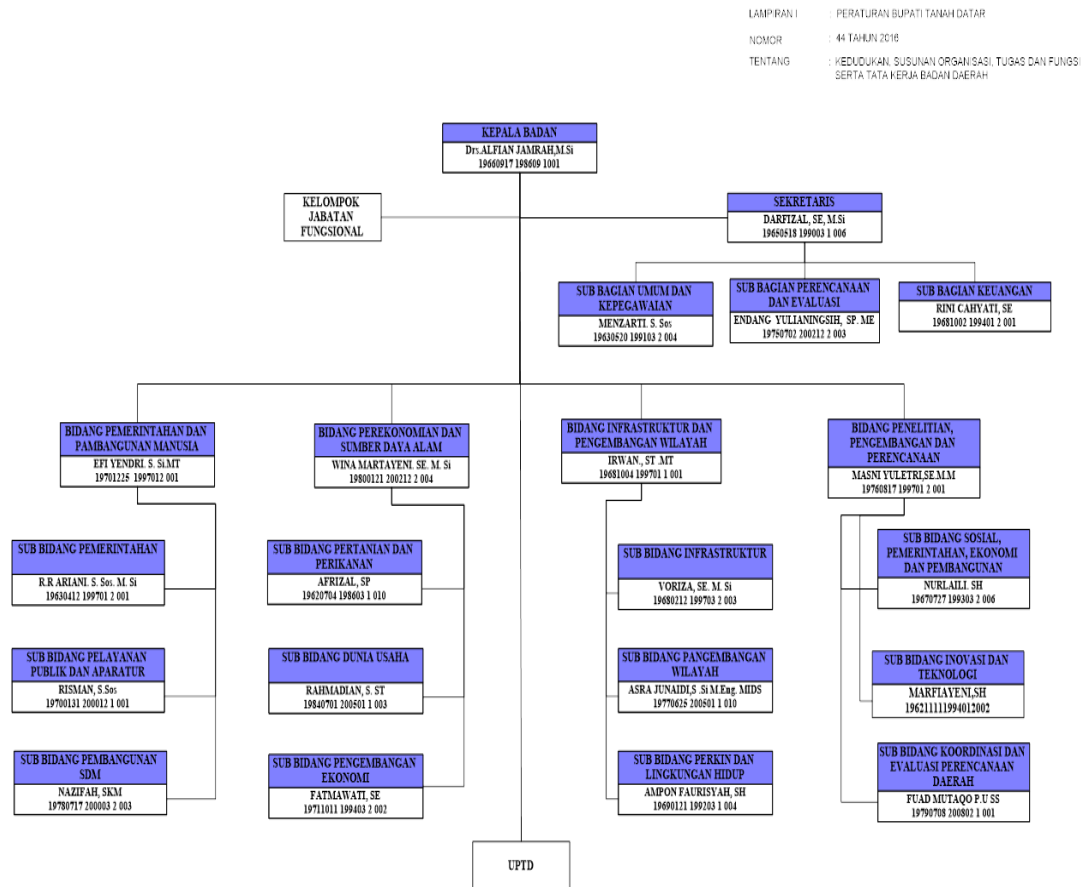 LAMPIRAN I : PERATURAN BUPATI TANAH DATAR
NOMOR : 44 TAHUN 2016
TENTANG : KEDUDUKAN, SUSUNAN ORGANISASI, TUGAS DAN FUNGSI
SERTA TATA KERJA BADAN DAERAH
KEPALA BADAN
Drs.ALFIAN JAMRAH,M.Si
19660917 198609 1001
KELOMPOK
JABATAN
FUNGSIONAL
SEKRETARIS
DARFIZAL, SE, M.Si
19650518 199003 1 006
SUB BAGIAN UMUM DAN
KEPEGAWAIAN
MENZARTI. S. Sos
19630520 199103 2 004
SUB BAGIAN PERENCANAAN
DAN EVALUASI
ENDANG YULIANINGSIH, SP. ME
19750702 200212 2 003
SUB BAGIAN KEUANGAN
RINI CAHYATI, SE
19681002 199401 2 001
BIDANG PEMERINTAHAN DAN
PAMBANGUNAN MANUSIA
EFI YENDRI. S. Si.MT
19701225 1997012 001
BIDANG PEREKONOMIAN DAN
SUMBER DAYA ALAM
WINA MARTAYENI. SE. M. Si
19800121 200212 2 004
BIDANG INFRASTRUKTUR DAN
PENGEMBANGAN WILAYAH
IRWAN., ST .MT
19681004 199701 1 001
BIDANG PENELITIAN,
PENGEMBANGAN DAN
PERENCANAAN
MASNI YULETRI,SE.M.M
19760817 199701 2 001
SUB BIDANG PEMERINTAHAN
R.R ARIANI. S. Sos. M. Si
19630412 199701 2 001
SUB BIDANG PELAYANAN
PUBLIK DAN APARATUR
RISMAN, S.Sos
19700131 200012 1 001
SUB BIDANG PEMBANGUNAN
SDM
NAZIFAH, SKM
19780717 200003 2 003
SUB BIDANG PERTANIAN DAN
PERIKANAN
AFRIZAL, SP
19620704 198603 1 010
SUB BIDANG DUNIA USAHA
RAHMADIAN, S. ST
19840701 200501 1 003
SUB BIDANG PENGEMBANGAN
EKONOMI
FATMAWATI, SE
19711011 199403 2 002
SUB BIDANG INFRASTRUKTUR
VORIZA, SE. M. Si
19680212 199703 2 003
SUB BIDANG PANGEMBANGAN
WILAYAH
ASRA JUNAIDI,S .Si M.Eng. MIDS
19770625 200501 1 010
SUB BIDANG PERKIN DAN
LINGKUNGAN HIDUP
AMPON FAURISYAH, SH
19690121 199203 1 004
SUB BIDANG SOSIAL,
PEMERINTAHAN, EKONOMI
DAN PEMBANGUNAN
NURLAILI. SH
19670727 199303 2 006
SUB BIDANG INOVASI DAN
TEKNOLOGI
MARFIAYENI,SH
196211111994012002
SUB BIDANG KOORDINASI DAN
EVALUASI PERENCANAAN
DAERAH
FUAD MUTAQO P.U SS
19790708 200802 1 001
UPTD